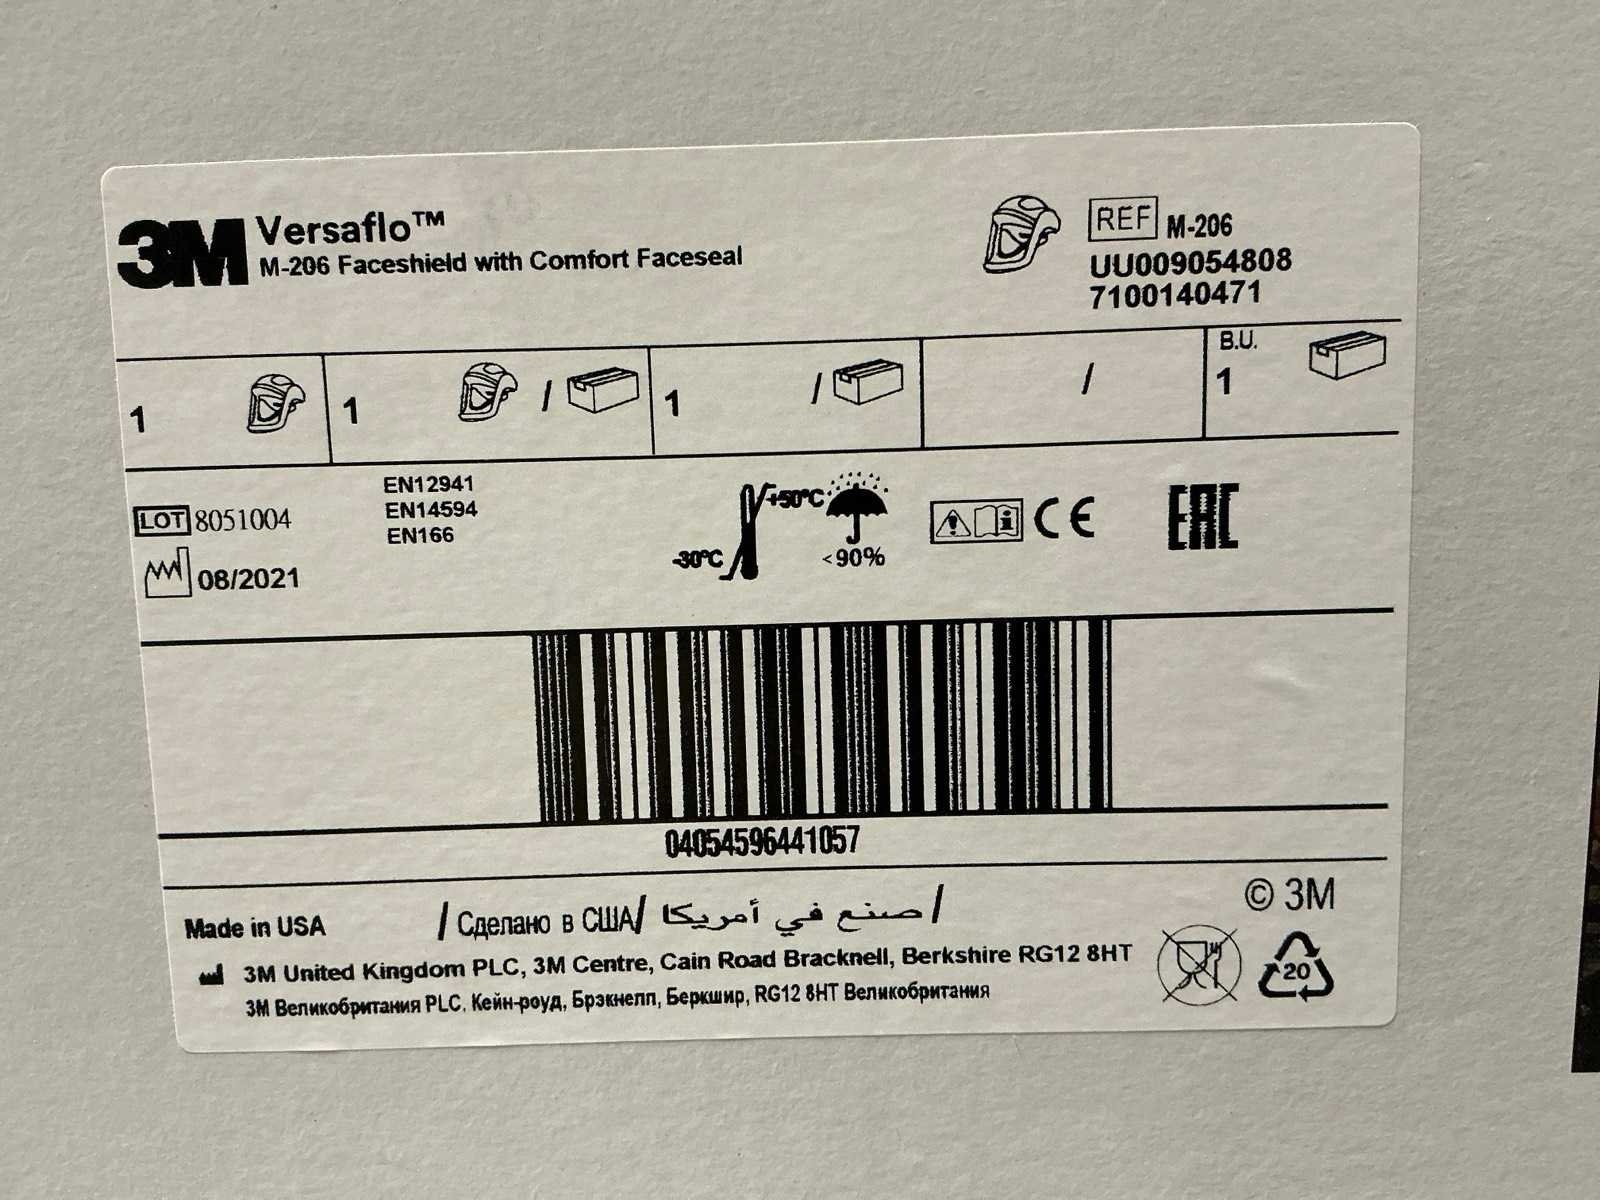 3M Versaflo™
M-206 Faceshield with Comfort Faceseal
REF M-206
UU009054808
7100140471
1
1 /
1 /
/
B.U.
1
LOT 8051004
08/2021
EN12941
EN14594
EN166
+50°C
-30°C
<90%
CE
EAC
04054596441057
Made in USA / Сделано в США/ صنع في أمريكا /
© 3M
3M United Kingdom PLC, 3M Centre, Cain Road Bracknell, Berkshire RG12 8HT
3М Великобритания PLC, Кейн-роуд, Брэкнелл, Беркшир, RG12 8HT Великобритания
20